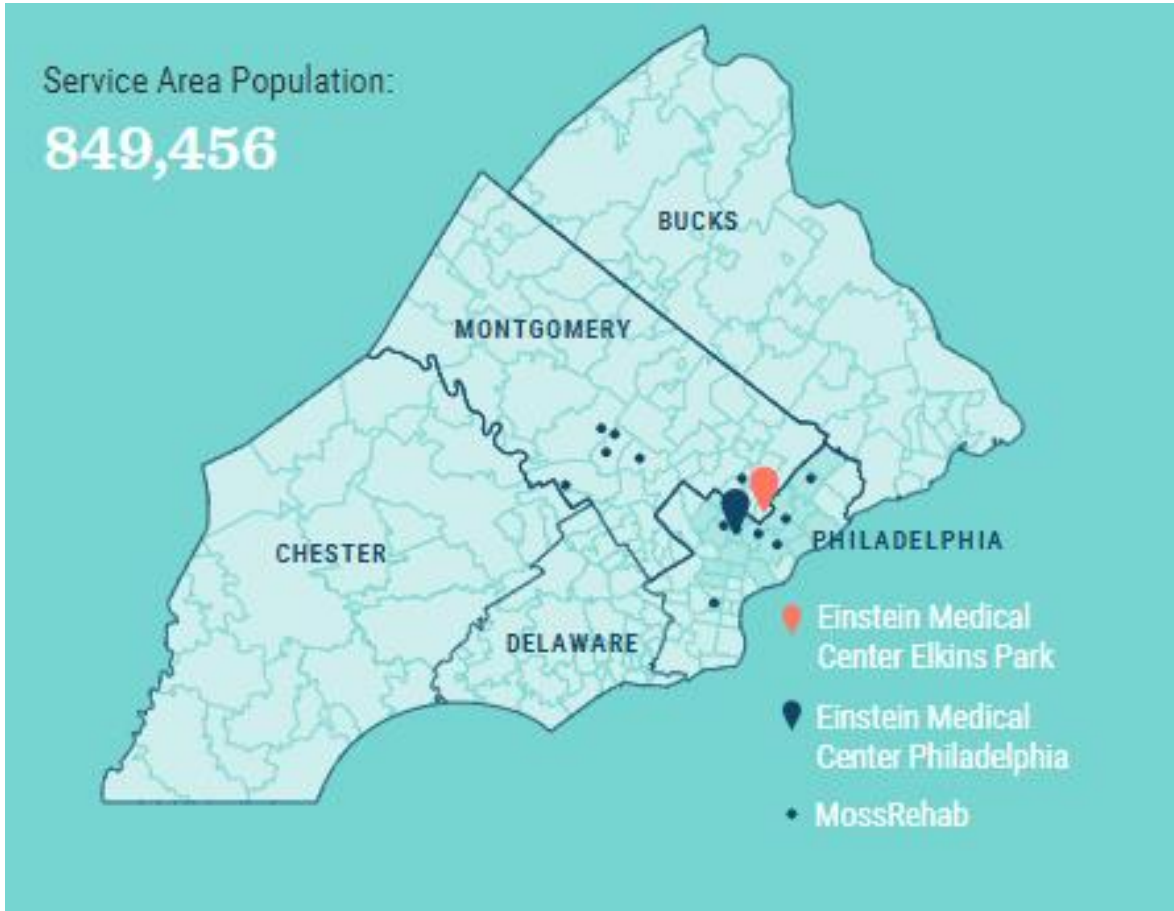 Service Area Population:
849,456
BUCKS
MONTGOMERY
CHESTER
PHILADELPHIA
DELAWARE
Einstein Medical
Center Elkins Park
Einstein Medical
Center Philadelphia
MossRehab